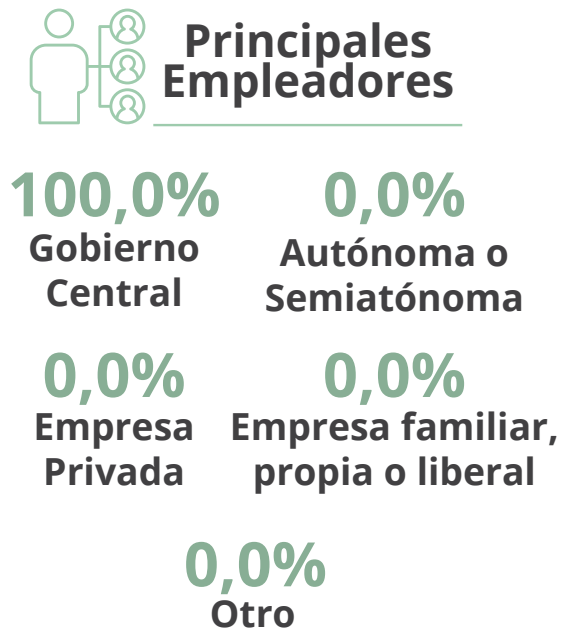 Principales
Empleadores
100,0%
Gobierno
Central
0,0%
Autónoma o
Semiatónoma
0,0%
Empresa
Privada
0,0%
Empresa familiar,
propia o liberal
0,0%
Otro